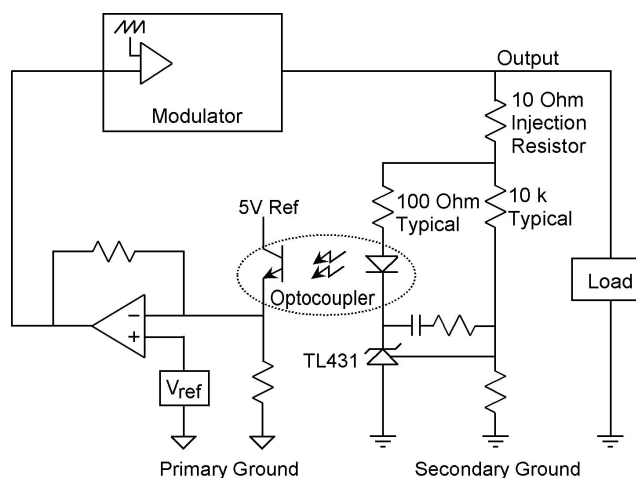 Modulator
Output
10 Ohm
Injection
Resistor
100 Ohm
Typical
10 k
Typical
5V Ref
Optocoupler
Load
−
+
Vref
TL431
Primary Ground
Secondary Ground